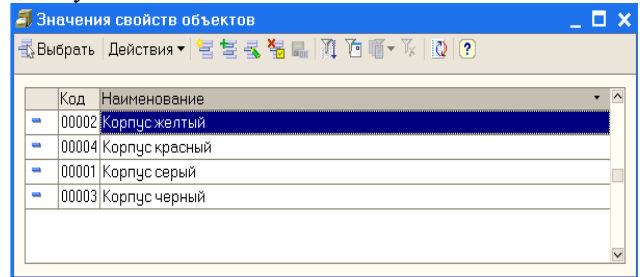 Значения свойств объектов
Выбрать Действия
Код Наименование
00002 Корпус желтый
00004 Корпус красный
00001 Корпус серый
00003 Корпус черный